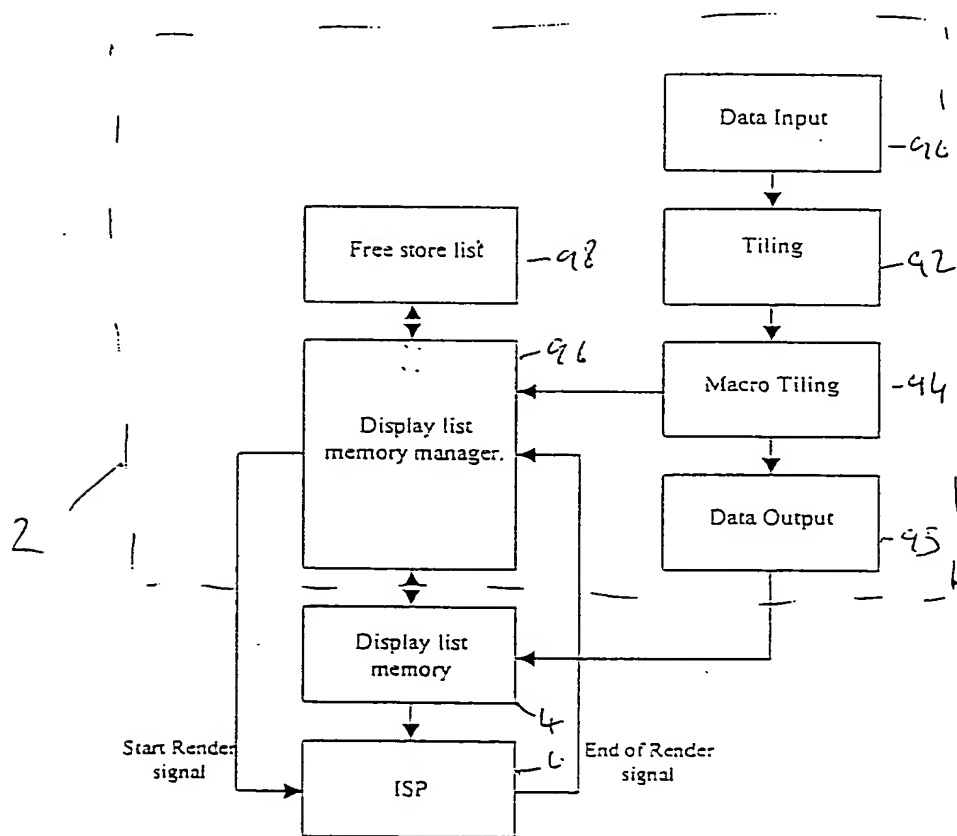 Data Input
Free store list
98
Tiling
92
96
Macro Tiling
94
Display list
memory manager.
Data Output
95
2
Display list
memory
4
Start Render
signal
6
End of Render
signal
ISP